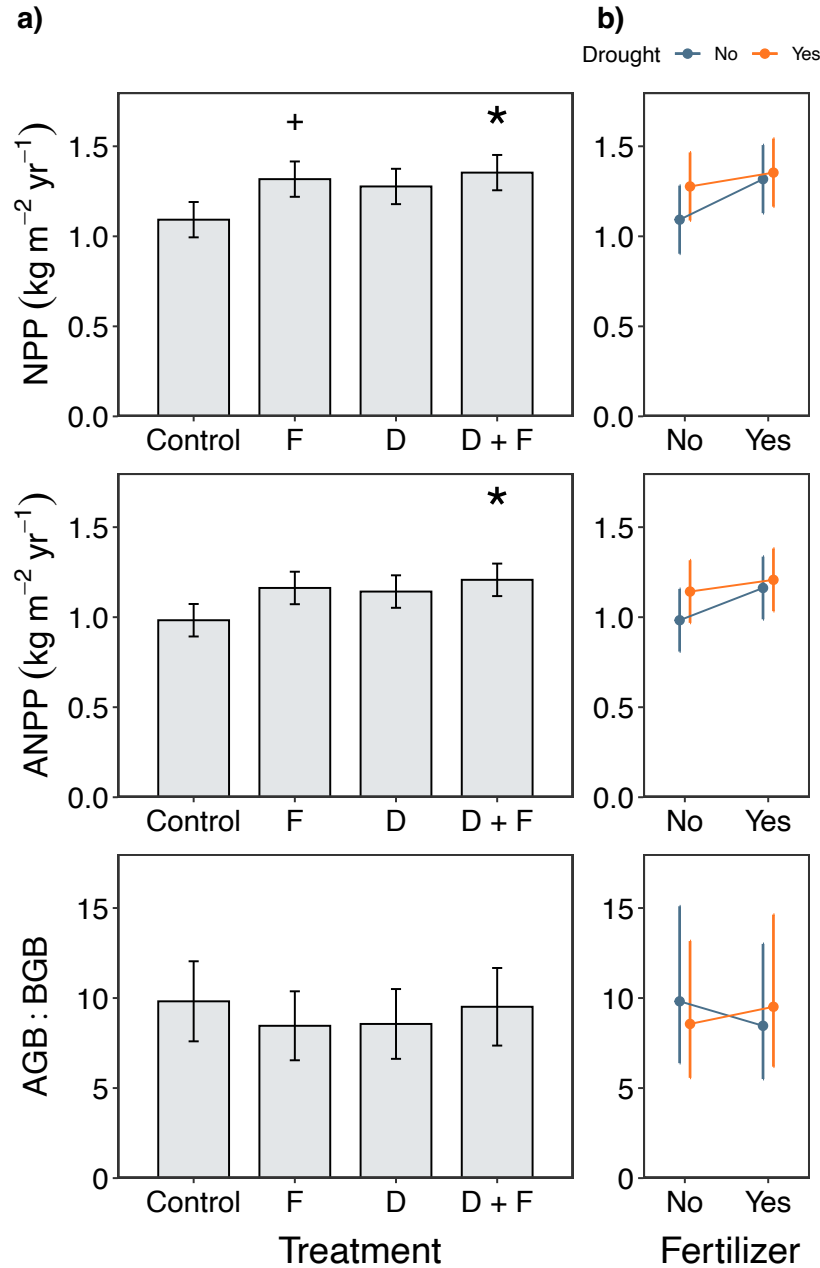 a)
b)
Drought No Yes
NPP (kg m⁻² yr⁻¹)
1.5
1.0
0.5
0.0
+
*
Control F D D + F
No Yes
1.5
1.0
0.5
0.0
ANPP (kg m⁻² yr⁻¹)
1.5
1.0
0.5
0.0
*
Control F D D + F
No Yes
1.5
1.0
0.5
0.0
AGB : BGB
15
10
5
0
Control F D D + F
No Yes
15
10
5
0
Treatment
Fertilizer